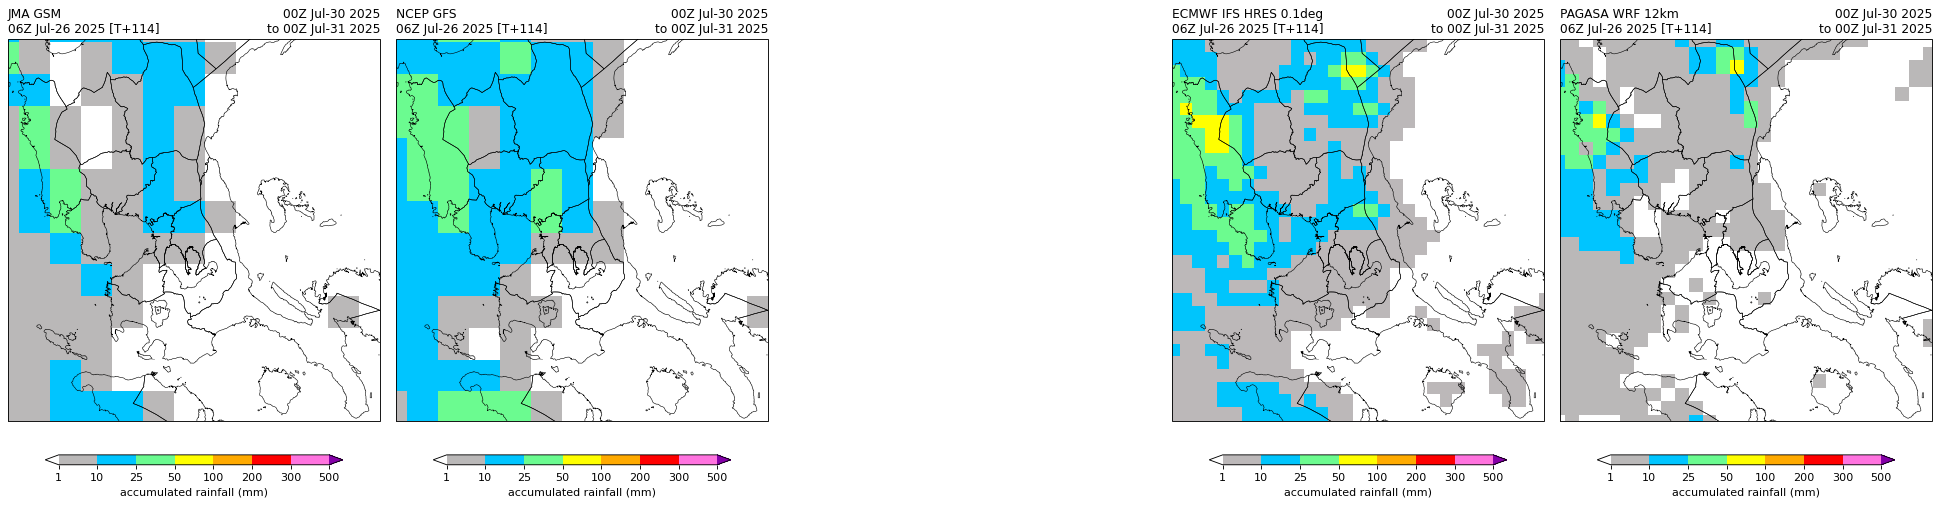 JMA GSM 00Z Jul-30 2025
06Z Jul-26 2025 [T+114] to 00Z Jul-31 2025
1 10 25 50 100 200 300 500
accumulated rainfall (mm)
NCEP GFS 00Z Jul-30 2025
06Z Jul-26 2025 [T+114] to 00Z Jul-31 2025
1 10 25 50 100 200 300 500
accumulated rainfall (mm)
ECMWF IFS HRES 0.1deg 00Z Jul-30 2025
06Z Jul-26 2025 [T+114] to 00Z Jul-31 2025
1 10 25 50 100 200 300 500
accumulated rainfall (mm)
PAGASA WRF 12km 00Z Jul-30 2025
06Z Jul-26 2025 [T+114] to 00Z Jul-31 2025
1 10 25 50 100 200 300 500
accumulated rainfall (mm)